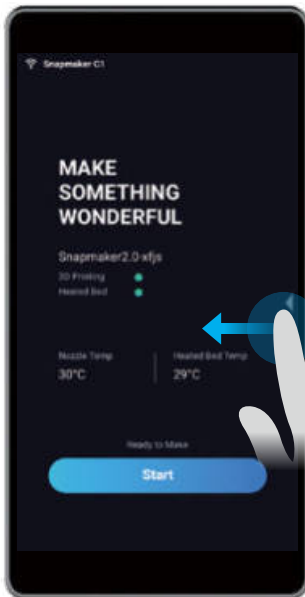 Snapmaker C1
MAKE
SOMETHING
WONDERFUL
Snapmaker2.0-xfjs
3D Printing
Heated Bed
Nozzle Temp
Heated Bed Temp
30°C
29°C
Ready to Make
Start